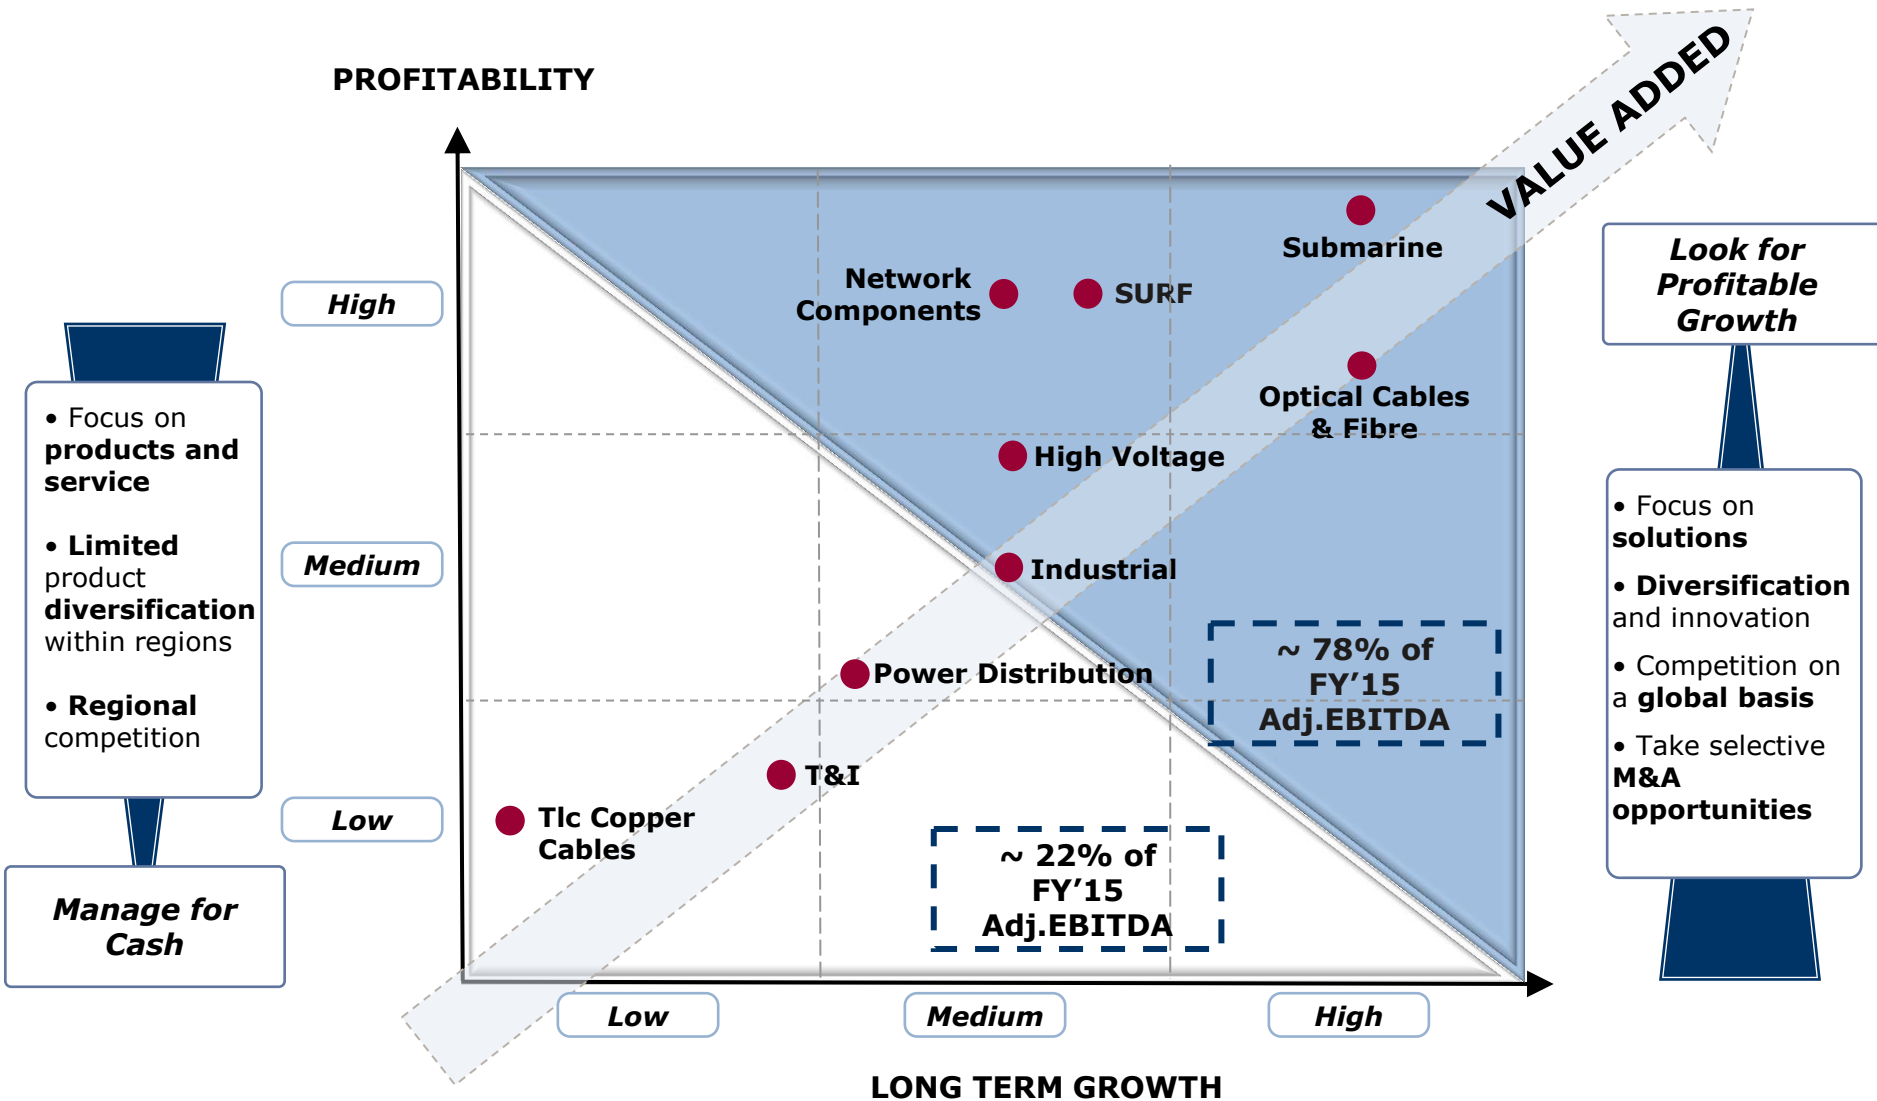 PROFITABILITY
VALUE ADDED
Submarine
Network
Components
SURF
High
Optical Cables
& Fibre
High Voltage
Medium
Industrial
Power Distribution
~ 78% of
FY’15
Adj.EBITDA
T&I
Low
Tlc Copper
Cables
~ 22% of
FY’15
Adj.EBITDA
Low
Medium
High
LONG TERM GROWTH
• Focus on
products and
service
• Limited
product
diversification
within regions
• Regional
competition
Manage for
Cash
Look for
Profitable
Growth
• Focus on
solutions
• Diversification
and innovation
• Competition on
a global basis
• Take selective
M&A
opportunities